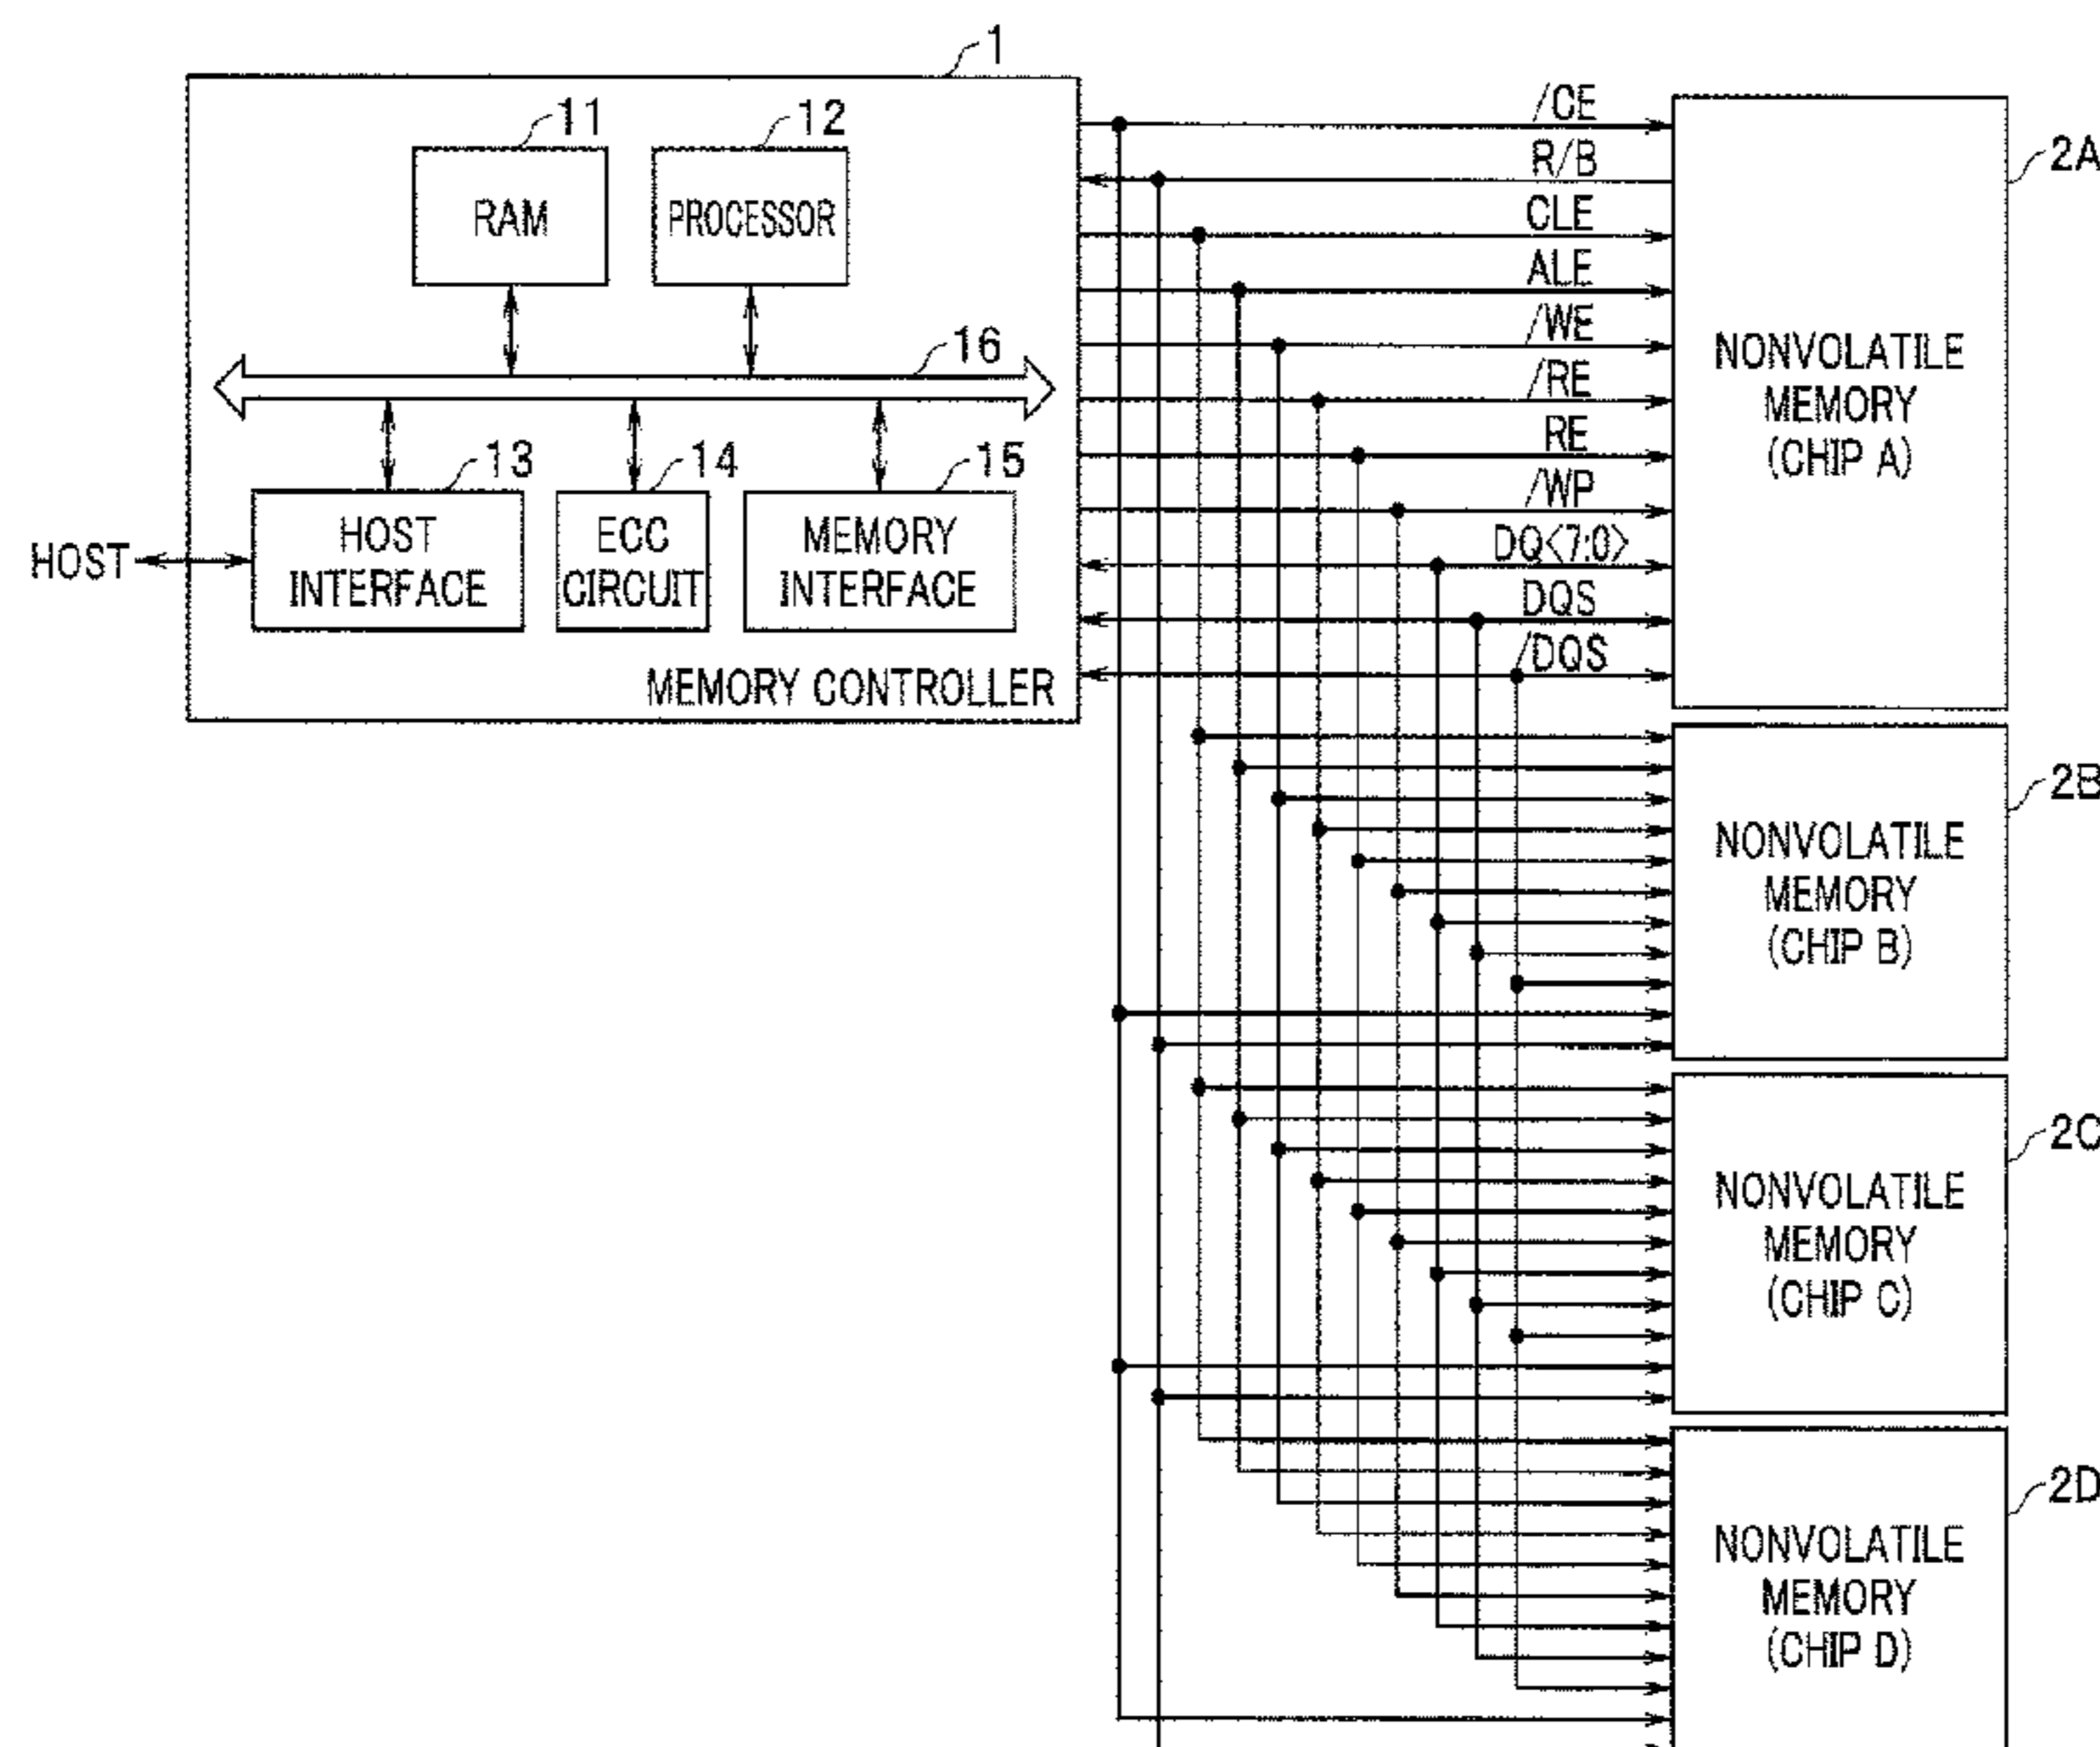 1
11
12
RAM
PROCESSOR
16
13
14
15
HOST
HOST
INTERFACE
ECC
CIRCUIT
MEMORY
INTERFACE
MEMORY CONTROLLER
/CE
R/B
CLE
ALE
/WE
/RE
RE
/WP
DQ<7:0>
DQS
/DQS
2A
NONVOLATILE
MEMORY
(CHIP A)
2B
NONVOLATILE
MEMORY
(CHIP B)
2C
NONVOLATILE
MEMORY
(CHIP C)
2D
NONVOLATILE
MEMORY
(CHIP D)